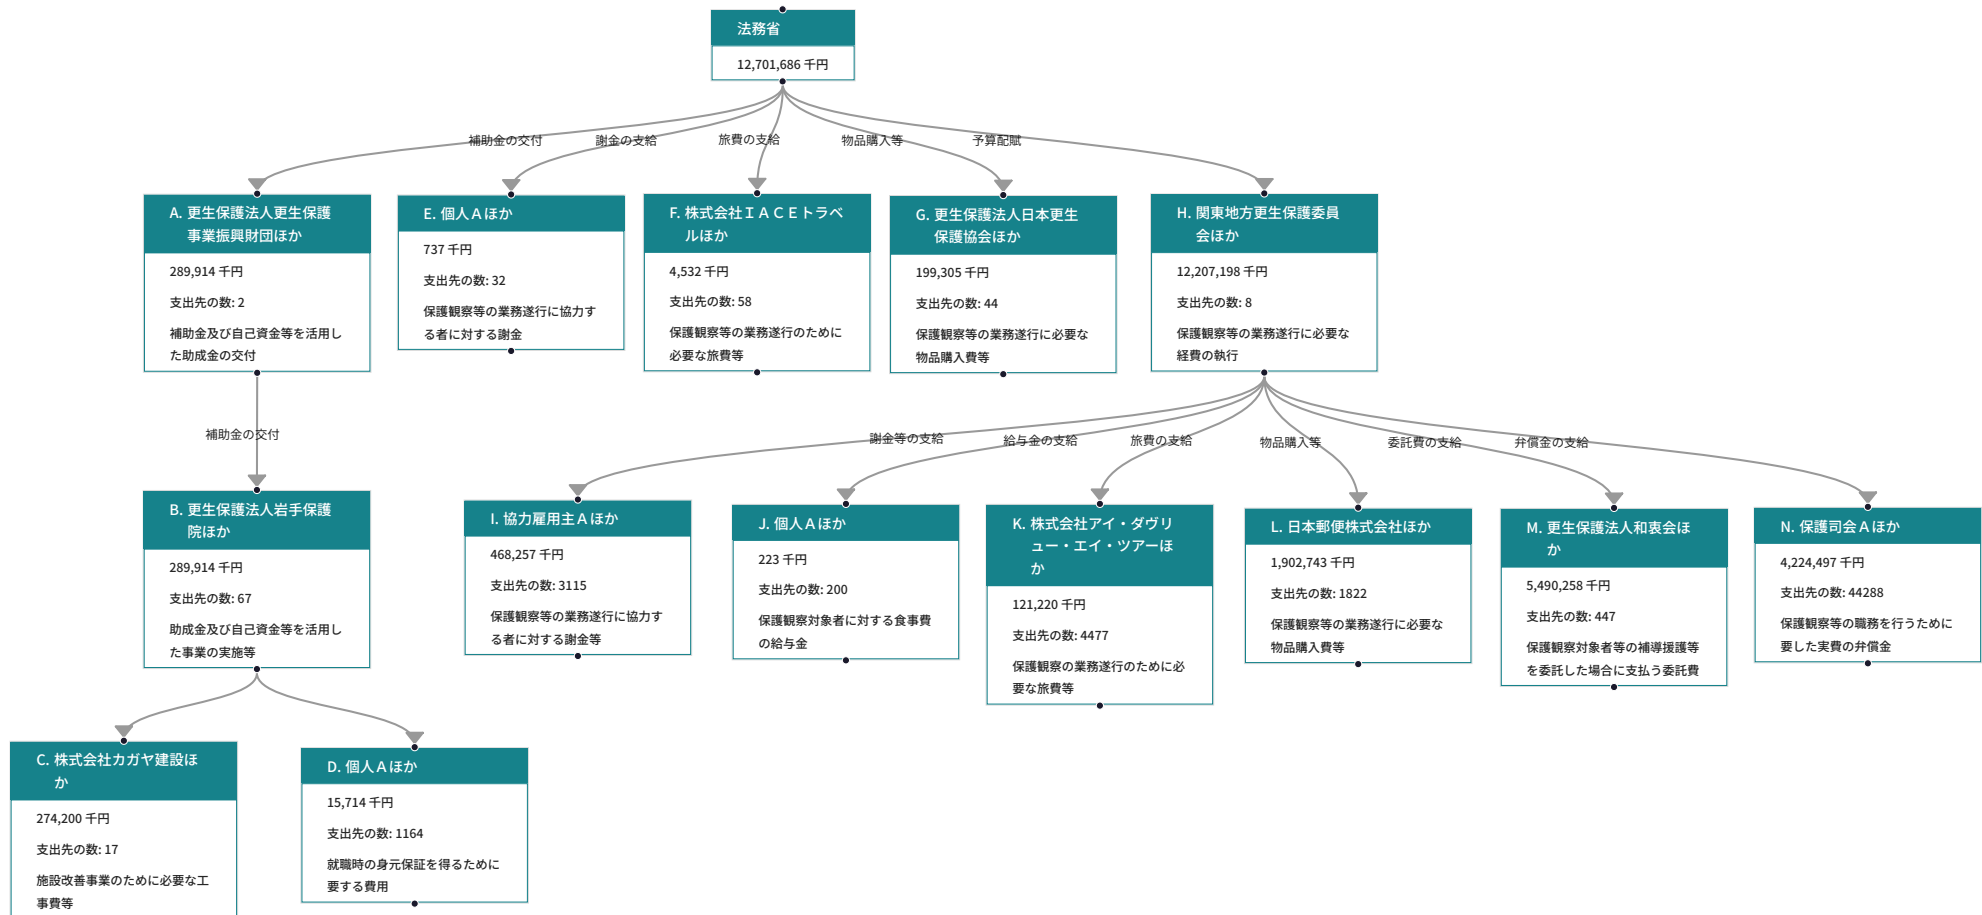 法務省
12,701,686 千円
補助金の交付
謝金の支給
旅費の支給
物品購入等
予算配賦
A. 更生保護法人更生保護
事業振興財団ほか
289,914 千円
支出先の数: 2
補助金及び自己資金等を活用し
た助成金の交付
E. 個人Ａほか
737 千円
支出先の数: 32
保護観察等の業務遂行に協力す
る者に対する謝金
F. 株式会社ＩＡＣＥトラベ
ルほか
4,532 千円
支出先の数: 58
保護観察等の業務遂行のために
必要な旅費等
G. 更生保護法人日本更生
保護協会ほか
199,305 千円
支出先の数: 44
保護観察等の業務遂行に必要な
物品購入費等
H. 関東地方更生保護委員
会ほか
12,207,198 千円
支出先の数: 8
保護観察等の業務遂行に必要な
経費の執行
補助金の交付
謝金等の支給
給与金の支給
旅費の支給
物品購入等
委託費の支給
弁償金の支給
B. 更生保護法人岩手保護
院ほか
289,914 千円
支出先の数: 67
助成金及び自己資金等を活用し
た事業の実施等
I. 協力雇用主Ａほか
468,257 千円
支出先の数: 3115
保護観察等の業務遂行に協力す
る者に対する謝金等
J. 個人Ａほか
223 千円
支出先の数: 200
保護観察対象者に対する食事費
の給与金
K. 株式会社アイ・ダヴリ
ュー・エイ・ツアーほ
か
121,220 千円
支出先の数: 4477
保護観察の業務遂行のために必
要な旅費等
L. 日本郵便株式会社ほか
1,902,743 千円
支出先の数: 1822
保護観察等の業務遂行に必要な
物品購入費等
M. 更生保護法人和衷会ほ
か
5,490,258 千円
支出先の数: 447
保護観察対象者等の補導援護等
を委託した場合に支払う委託費
N. 保護司会Ａほか
4,224,497 千円
支出先の数: 44288
保護観察等の職務を行うために
要した実費の弁償金
C. 株式会社カガヤ建設ほ
か
274,200 千円
支出先の数: 17
施設改善事業のために必要な工
事費等
D. 個人Ａほか
15,714 千円
支出先の数: 1164
就職時の身元保証を得るために
要する費用